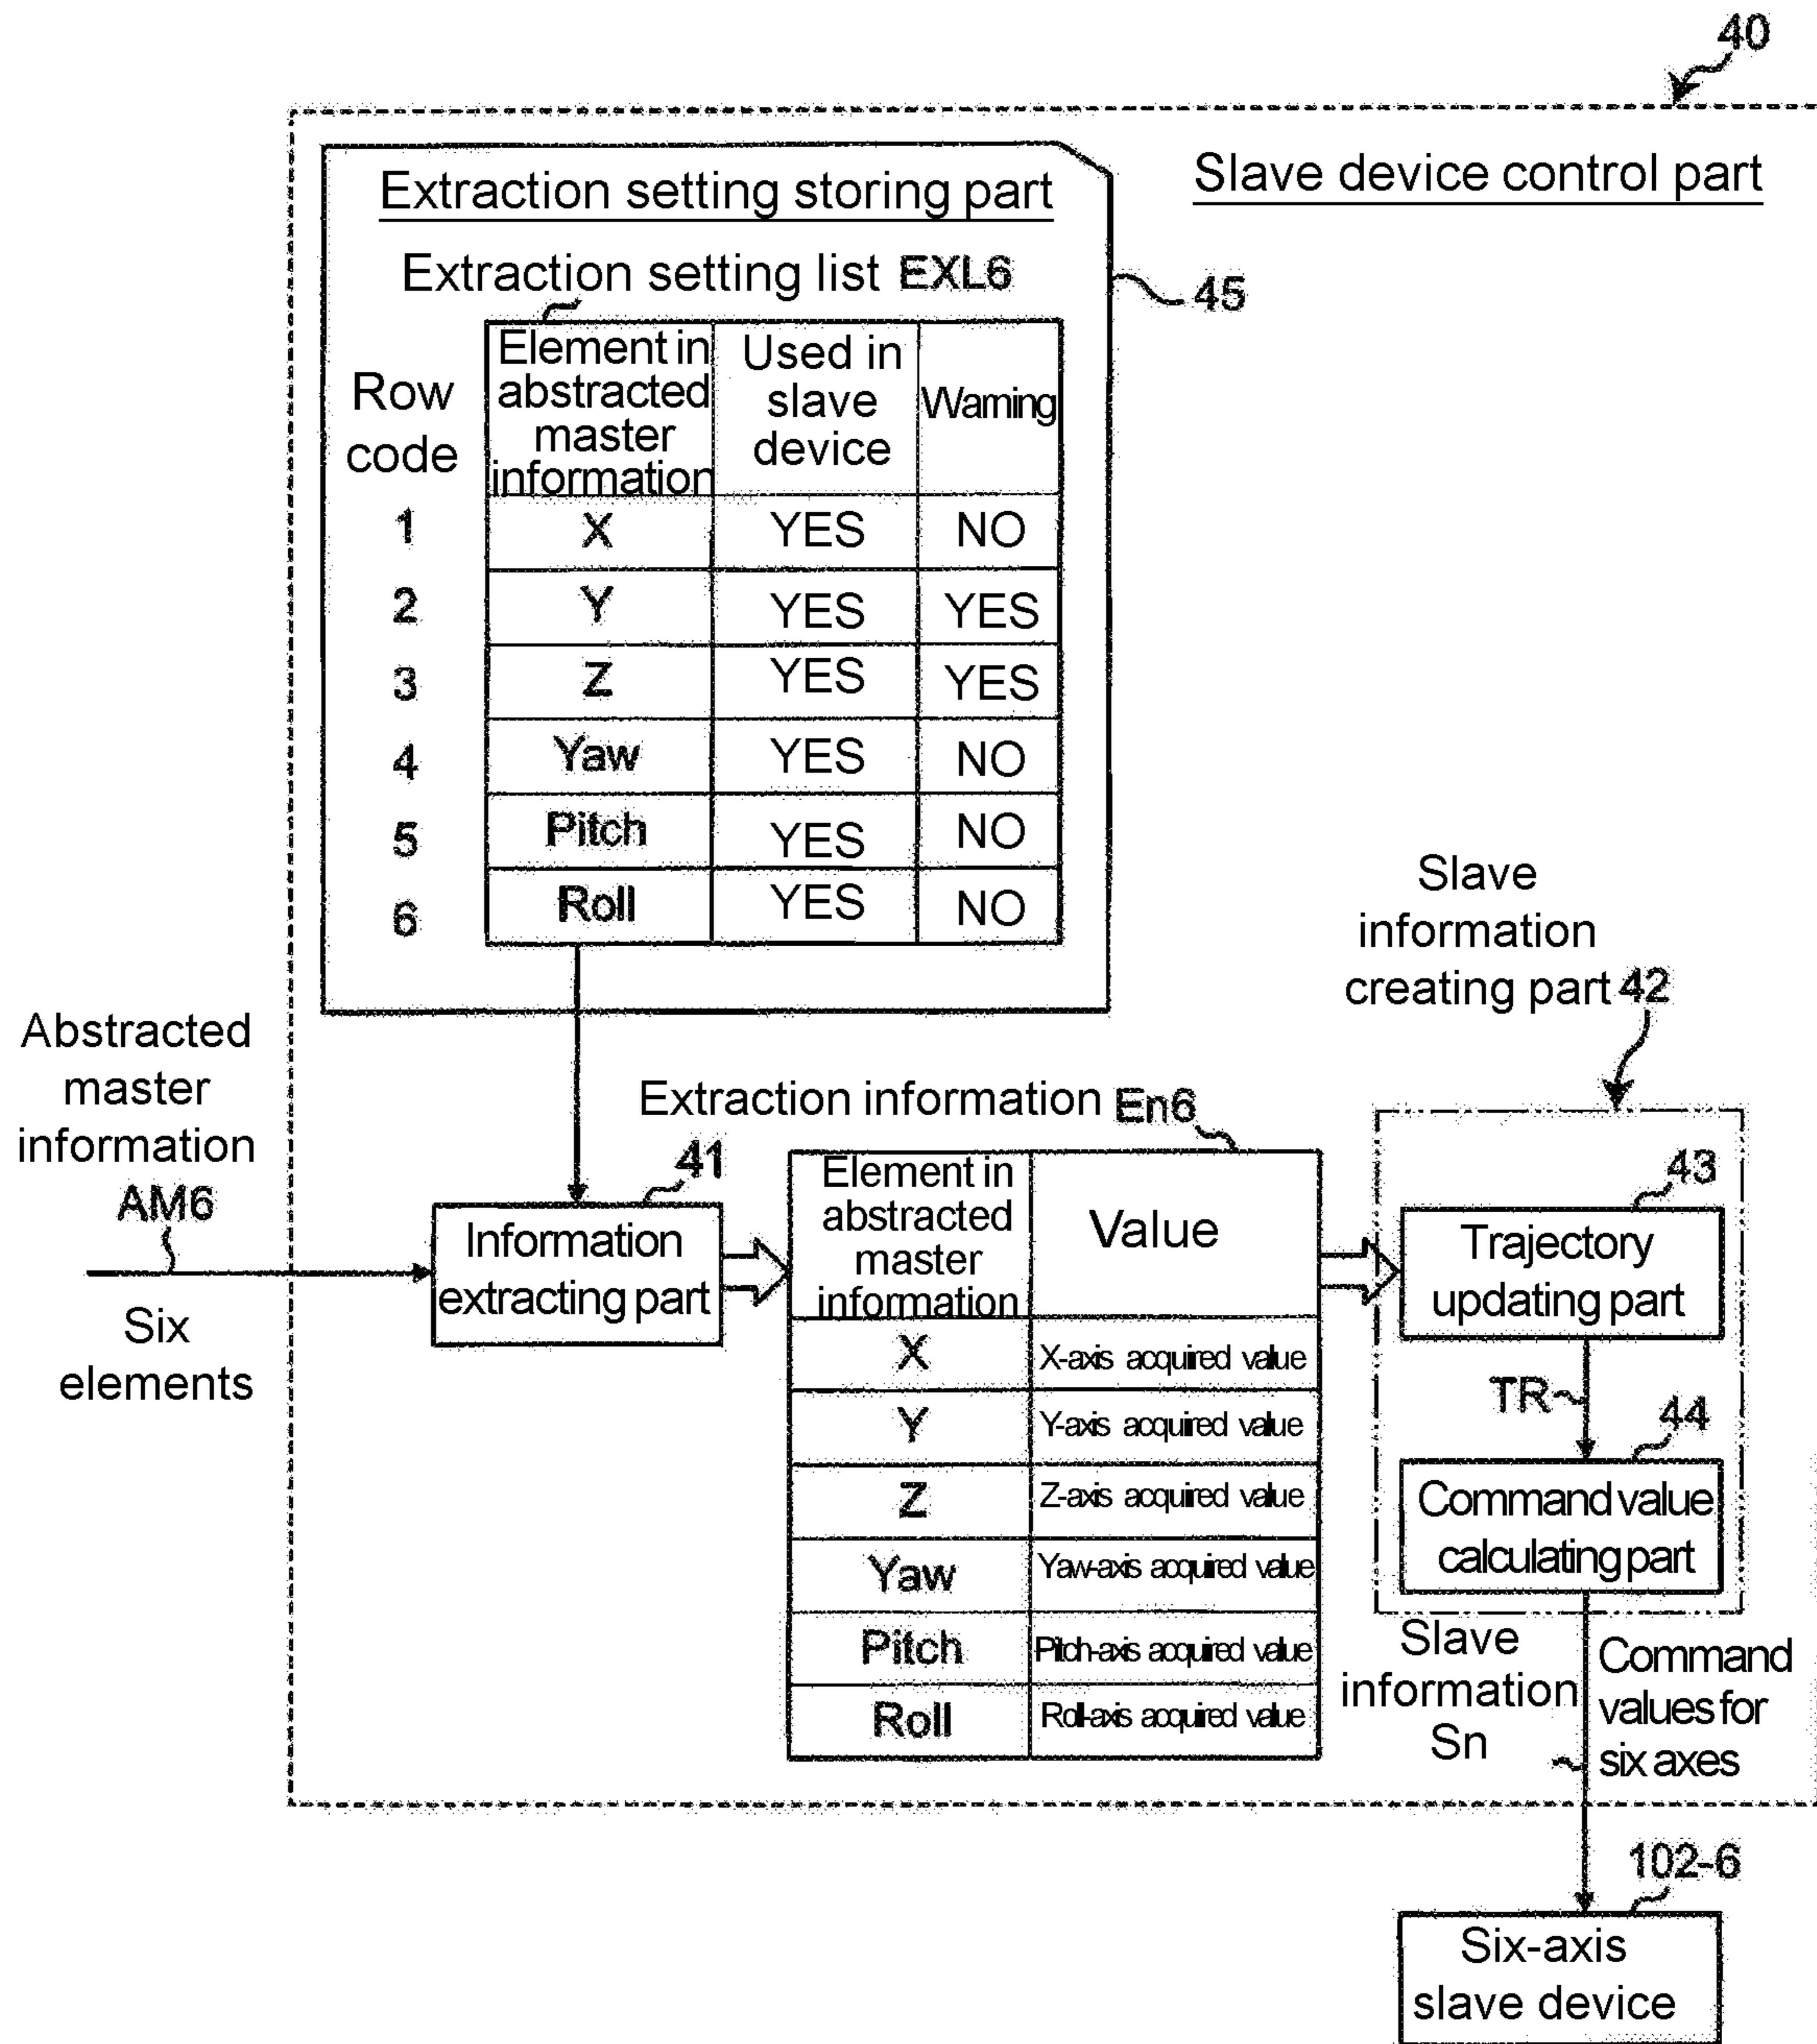 40
Slave device control part
Extraction setting storing part
Extraction setting list EXL6
45
Row
code
Element in
abstracted
master
information
Used in
slave
device
Warning
1 X YES NO
2 Y YES YES
3 Z YES YES
4 Yaw YES NO
5 Pitch YES NO
6 Roll YES NO
Slave
information
creating part 42
Abstracted
master
information
AM6
Six
elements
41
Information
extracting part
Extraction information En6
Element in
abstracted
master
information
Value
X X-axis acquired value
Y Y-axis acquired value
Z Z-axis acquired value
Yaw Yaw-axis acquired value
Pitch Pitch-axis acquired value
Roll Roll-axis acquired value
43
Trajectory
updating part
TR
44
Command value
calculating part
Slave
information
Sn
Command
values for
six axes
102-6
Six-axis
slave device